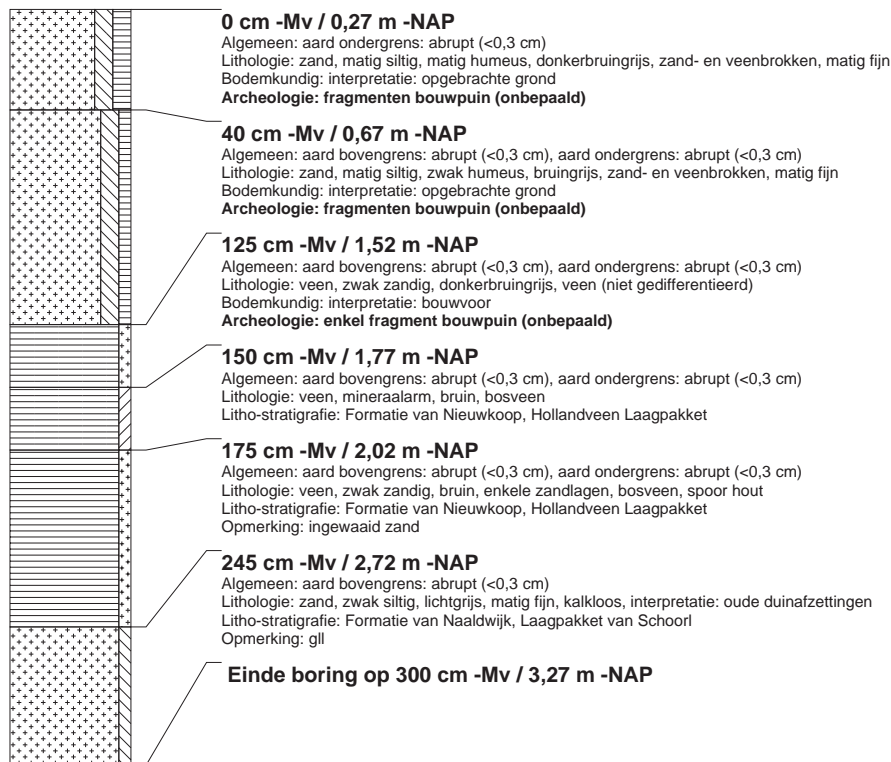 0 cm -Mv / 0,27 m -NAP
Algemeen: aard ondergrens: abrupt (<0,3 cm)
Lithologie: zand, matig siltig, matig humeus, donkerbruingrijs, zand- en veenbrokken, matig fijn
Bodemkundig: interpretatie: opgebrachte grond
Archeologie: fragmenten bouwpuin (onbepaald)
40 cm -Mv / 0,67 m -NAP
Algemeen: aard bovengrens: abrupt (<0,3 cm), aard ondergrens: abrupt (<0,3 cm)
Lithologie: zand, matig siltig, zwak humeus, bruingrijs, zand- en veenbrokken, matig fijn
Bodemkundig: interpretatie: opgebrachte grond
Archeologie: fragmenten bouwpuin (onbepaald)
125 cm -Mv / 1,52 m -NAP
Algemeen: aard bovengrens: abrupt (<0,3 cm), aard ondergrens: abrupt (<0,3 cm)
Lithologie: veen, zwak zandig, donkerbruingrijs, veen (niet gedifferentieerd)
Bodemkundig: interpretatie: bouwvoor
Archeologie: enkel fragment bouwpuin (onbepaald)
150 cm -Mv / 1,77 m -NAP
Algemeen: aard bovengrens: abrupt (<0,3 cm), aard ondergrens: abrupt (<0,3 cm)
Lithologie: veen, mineraalarm, bruin, bosveen
Litho-stratigrafie: Formatie van Nieuwkoop, Hollandveen Laagpakket
175 cm -Mv / 2,02 m -NAP
Algemeen: aard bovengrens: abrupt (<0,3 cm), aard ondergrens: abrupt (<0,3 cm)
Lithologie: veen, zwak zandig, bruin, enkele zandlagen, bosveen, spoor hout
Litho-stratigrafie: Formatie van Nieuwkoop, Hollandveen Laagpakket
Opmerking: ingewaaid zand
245 cm -Mv / 2,72 m -NAP
Algemeen: aard bovengrens: abrupt (<0,3 cm)
Lithologie: zand, zwak siltig, lichtgrijs, matig fijn, kalkloos, interpretatie: oude duinafzettingen
Litho-stratigrafie: Formatie van Naaldwijk, Laagpakket van Schoorl
Opmerking: gll
Einde boring op 300 cm -Mv / 3,27 m -NAP